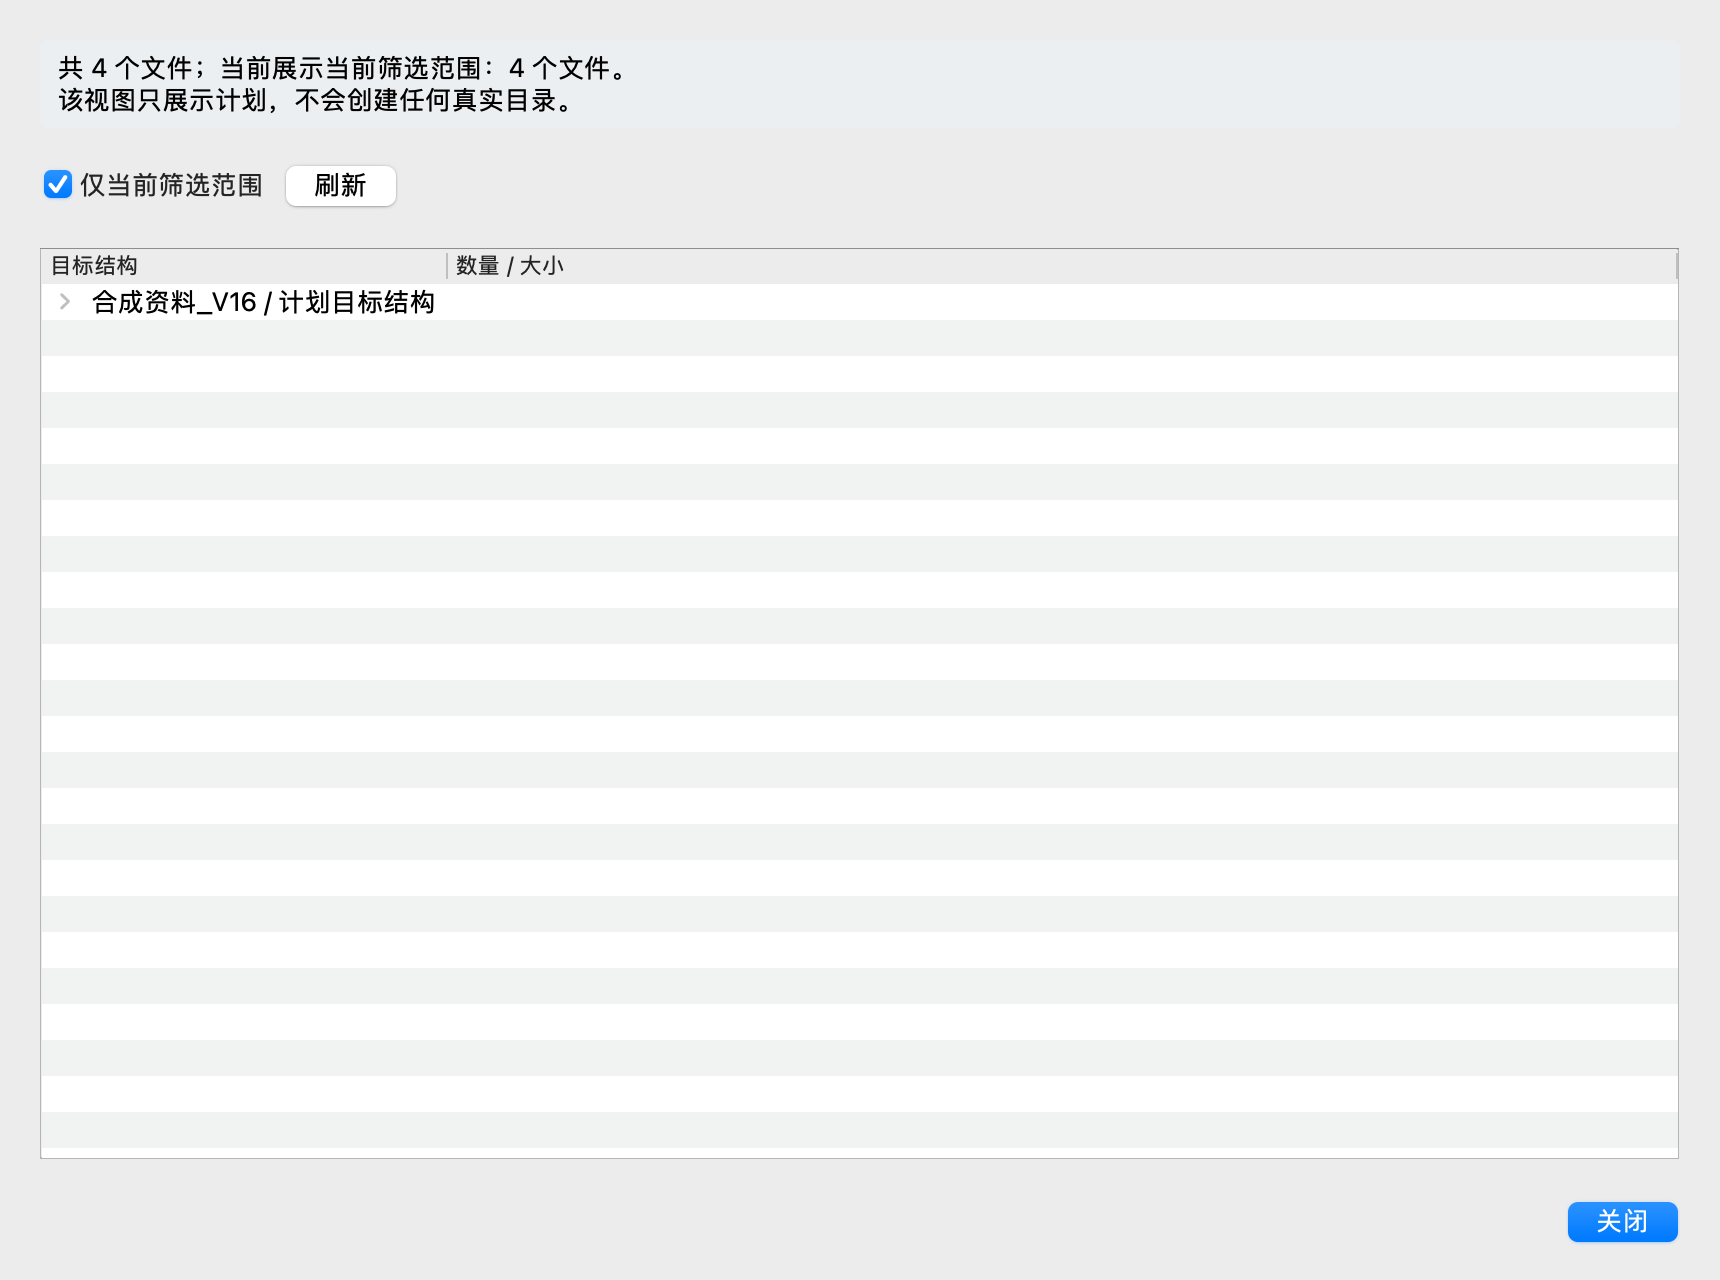 共 4 个文件；当前展示当前筛选范围：4 个文件。
该视图只展示计划，不会创建任何真实目录。
仅当前筛选范围
刷新
目标结构
数量 / 大小
合成资料_V16 / 计划目标结构
关闭